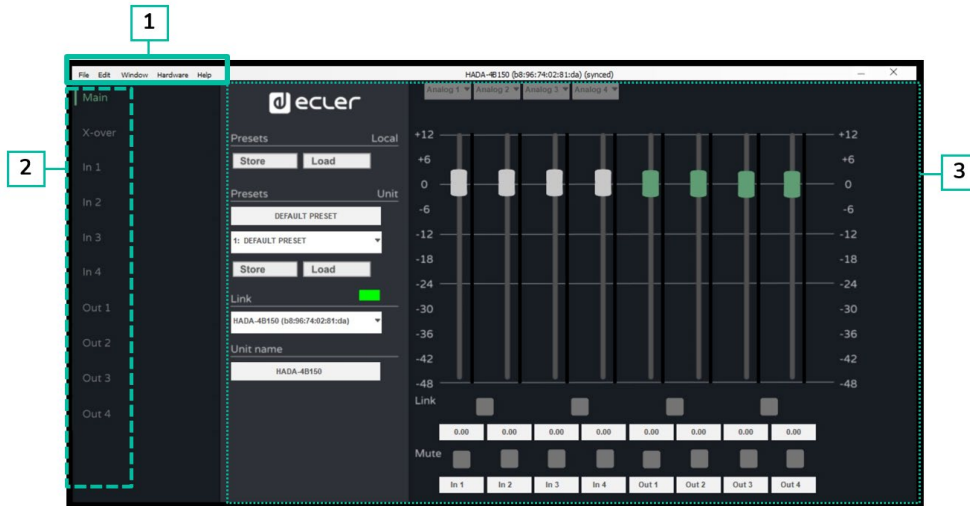 1
File Edit Window Hardware Help
HADA-4B150 (b8:96:74:02:81:da) (synced)
2
3
Main
X-over
In 1
In 2
In 3
In 4
Out 1
Out 2
Out 3
Out 4
ecler
Presets Local
Store Load
Presets Unit
DEFAULT PRESET
1: DEFAULT PRESET
Store Load
Link
HADA-4B150 (b8:96:74:02:81:da)
Unit name
HADA-4B150
Analog 1 Analog 2 Analog 3 Analog 4
+12 +12
+6 +6
0 0
-6 -6
-12 -12
-18 -18
-24 -24
-30 -30
-36 -36
-42 -42
-48 -48
Link
0.00 0.00 0.00 0.00 0.00 0.00 0.00 0.00
Mute
In 1 In 2 In 3 In 4 Out 1 Out 2 Out 3 Out 4